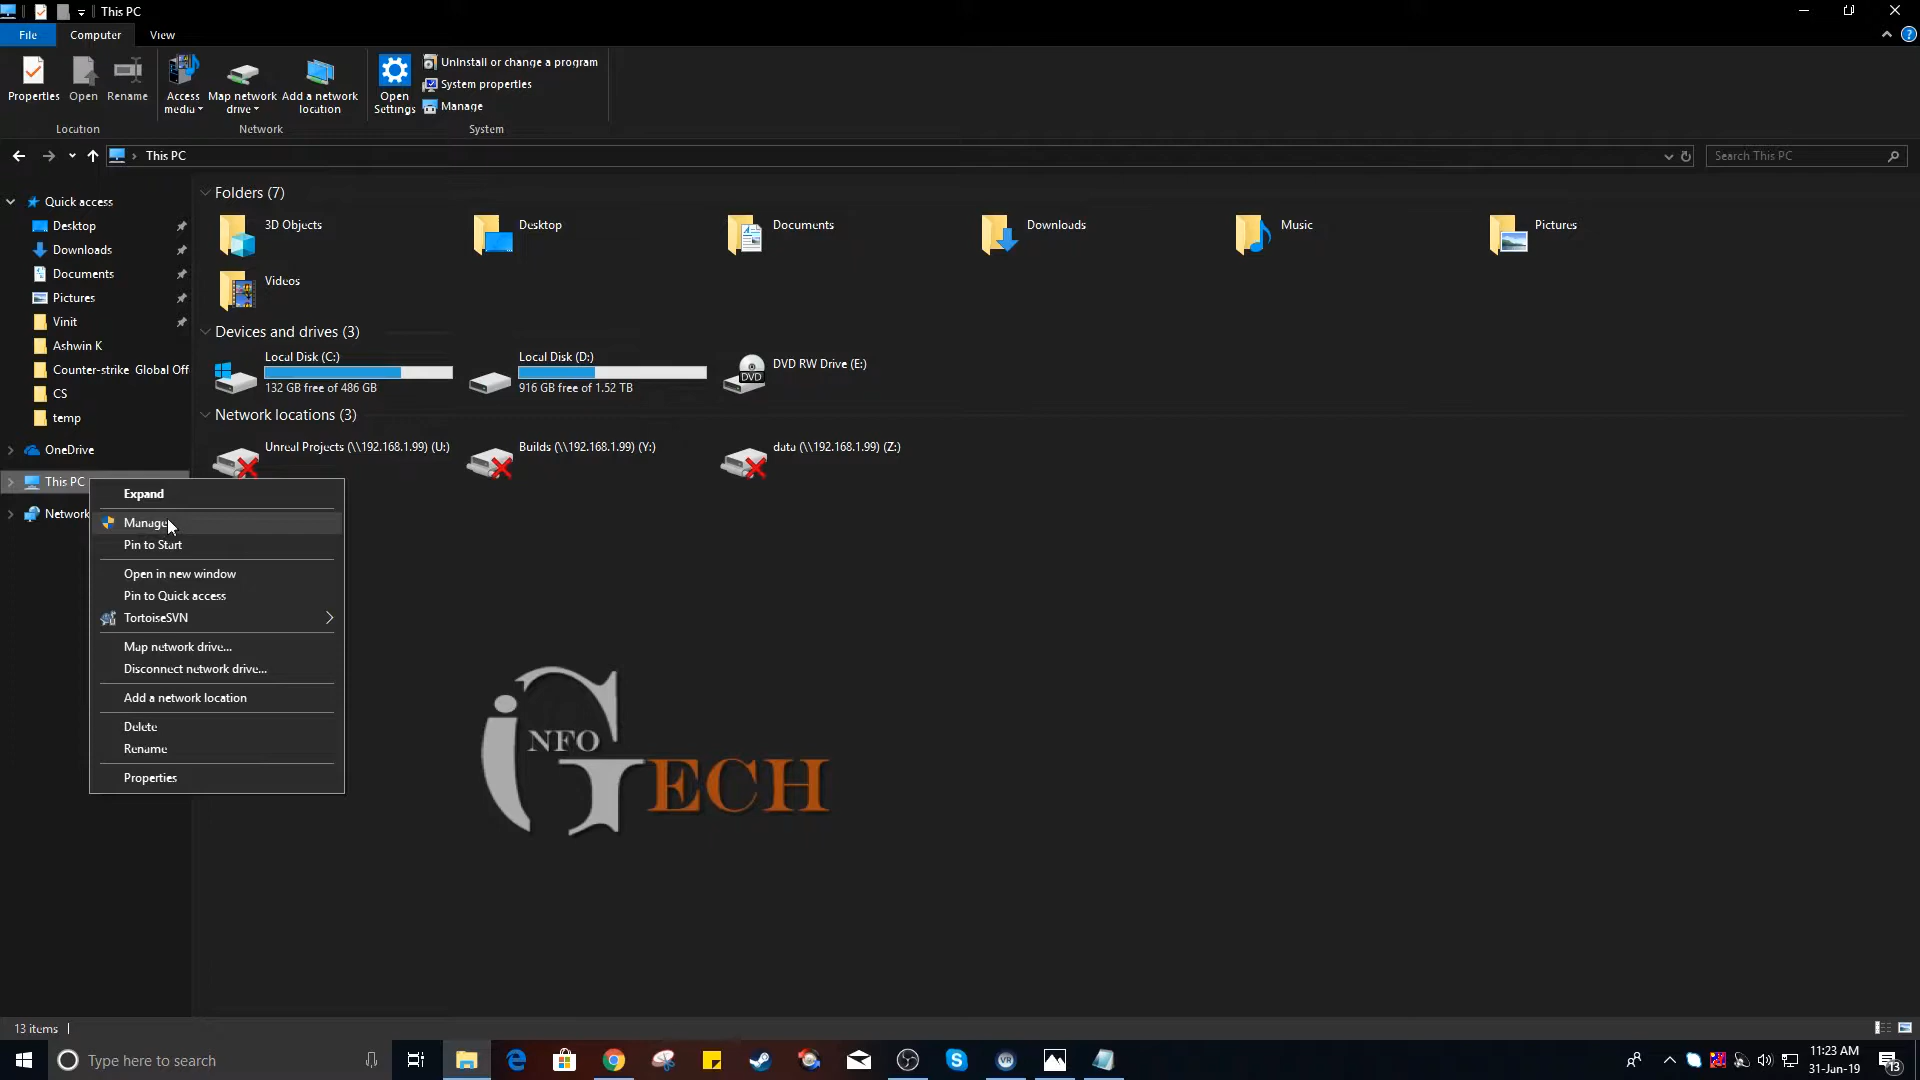 This PC
File
Computer
View
Properties
Open
Rename
Access media
Map network drive
Add a network location
Open Settings
Uninstall or change a program
System properties
Manage
Location
Network
System
This PC
Search This PC
Quick access
Desktop
Downloads
Documents
Pictures
Vinit
Ashwin K
Counter-strike Global Off
CS
temp
OneDrive
This PC
Network
Folders (7)
3D Objects
Desktop
Documents
Downloads
Music
Pictures
Videos
Devices and drives (3)
Local Disk (C:)
132 GB free of 486 GB
Local Disk (D:)
916 GB free of 1.52 TB
DVD
DVD RW Drive (E:)
Network locations (3)
Unreal Projects (\\192.168.1.99) (U:)
Builds (\\192.168.1.99) (Y:)
data (\\192.168.1.99) (Z:)
Expand
Manage
Pin to Start
Open in new window
Pin to Quick access
TortoiseSVN
Map network drive...
Disconnect network drive...
Add a network location
Delete
Rename
Properties
iNFO
GTECH
13 items
Type here to search
VR
11:23 AM
31-Jan-19
13